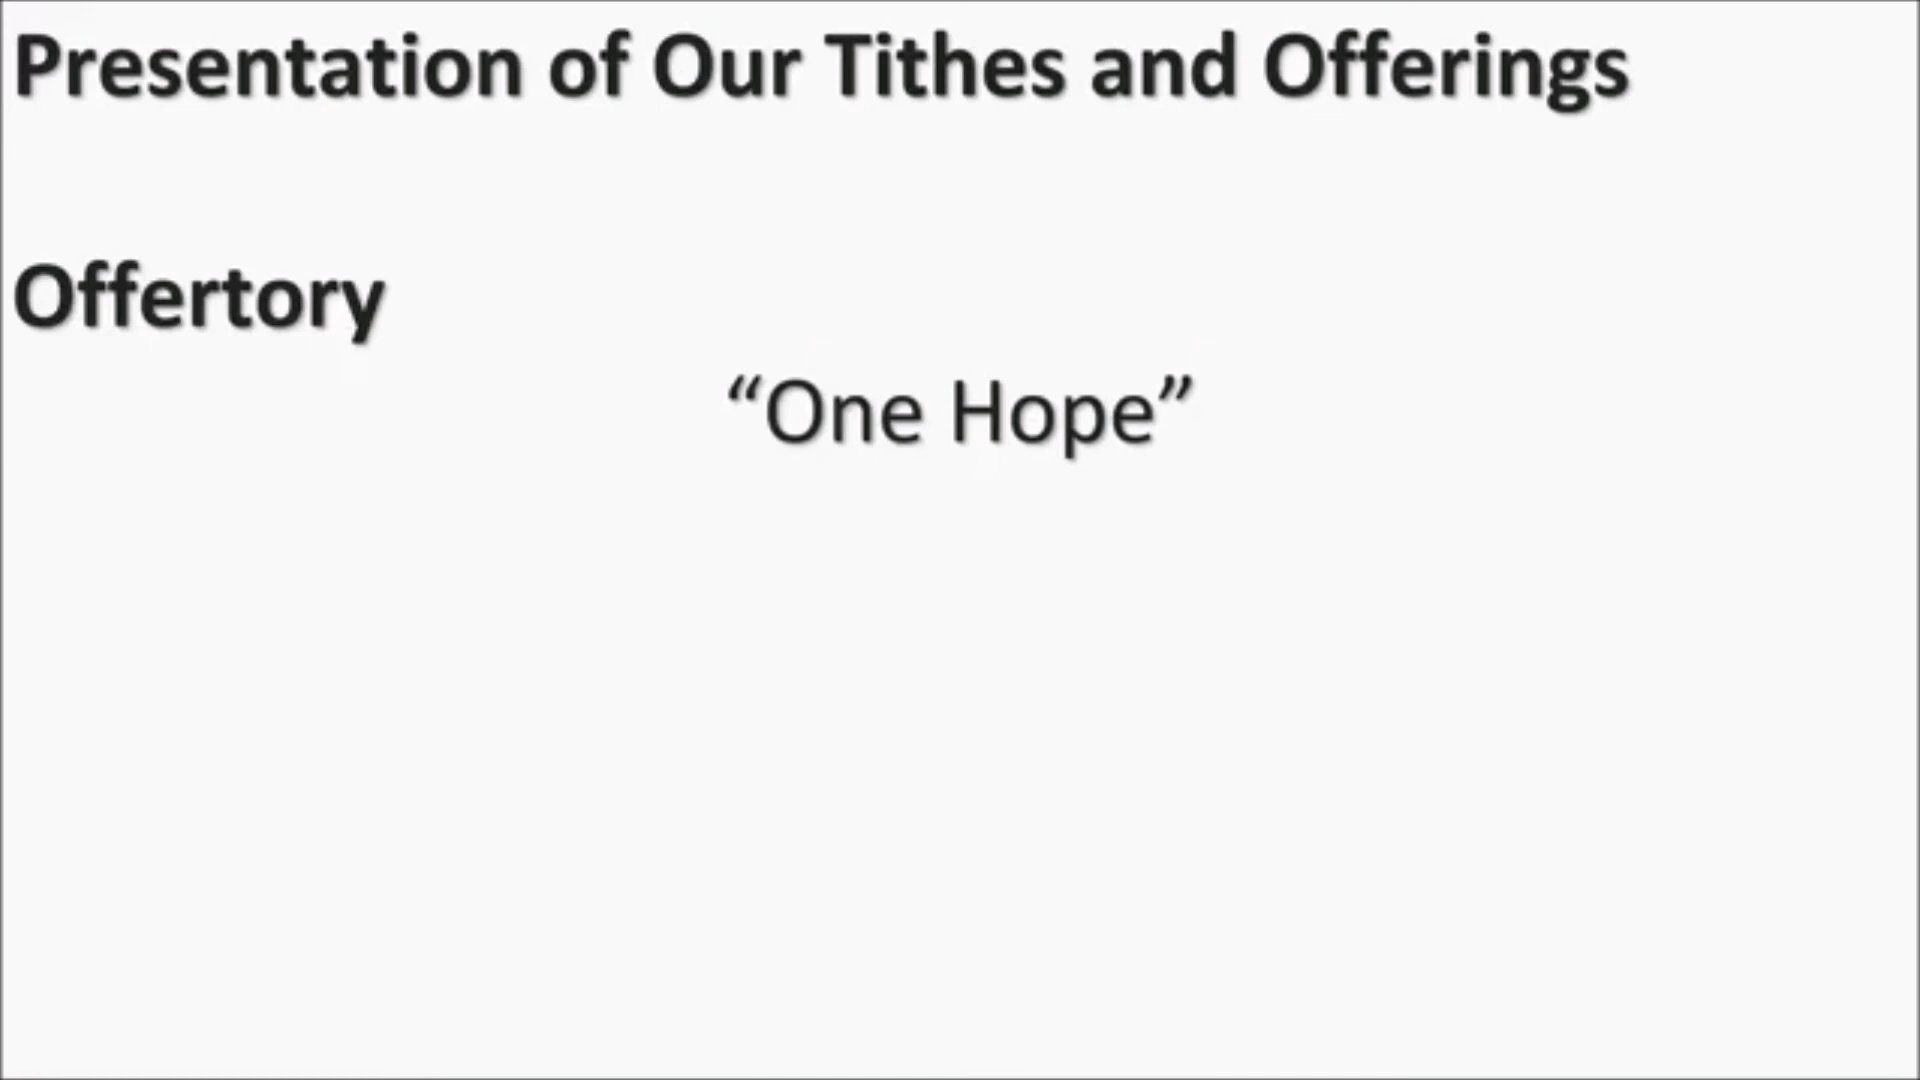 Presentation of Our Tithes and Offerings
Offertory
“One Hope”